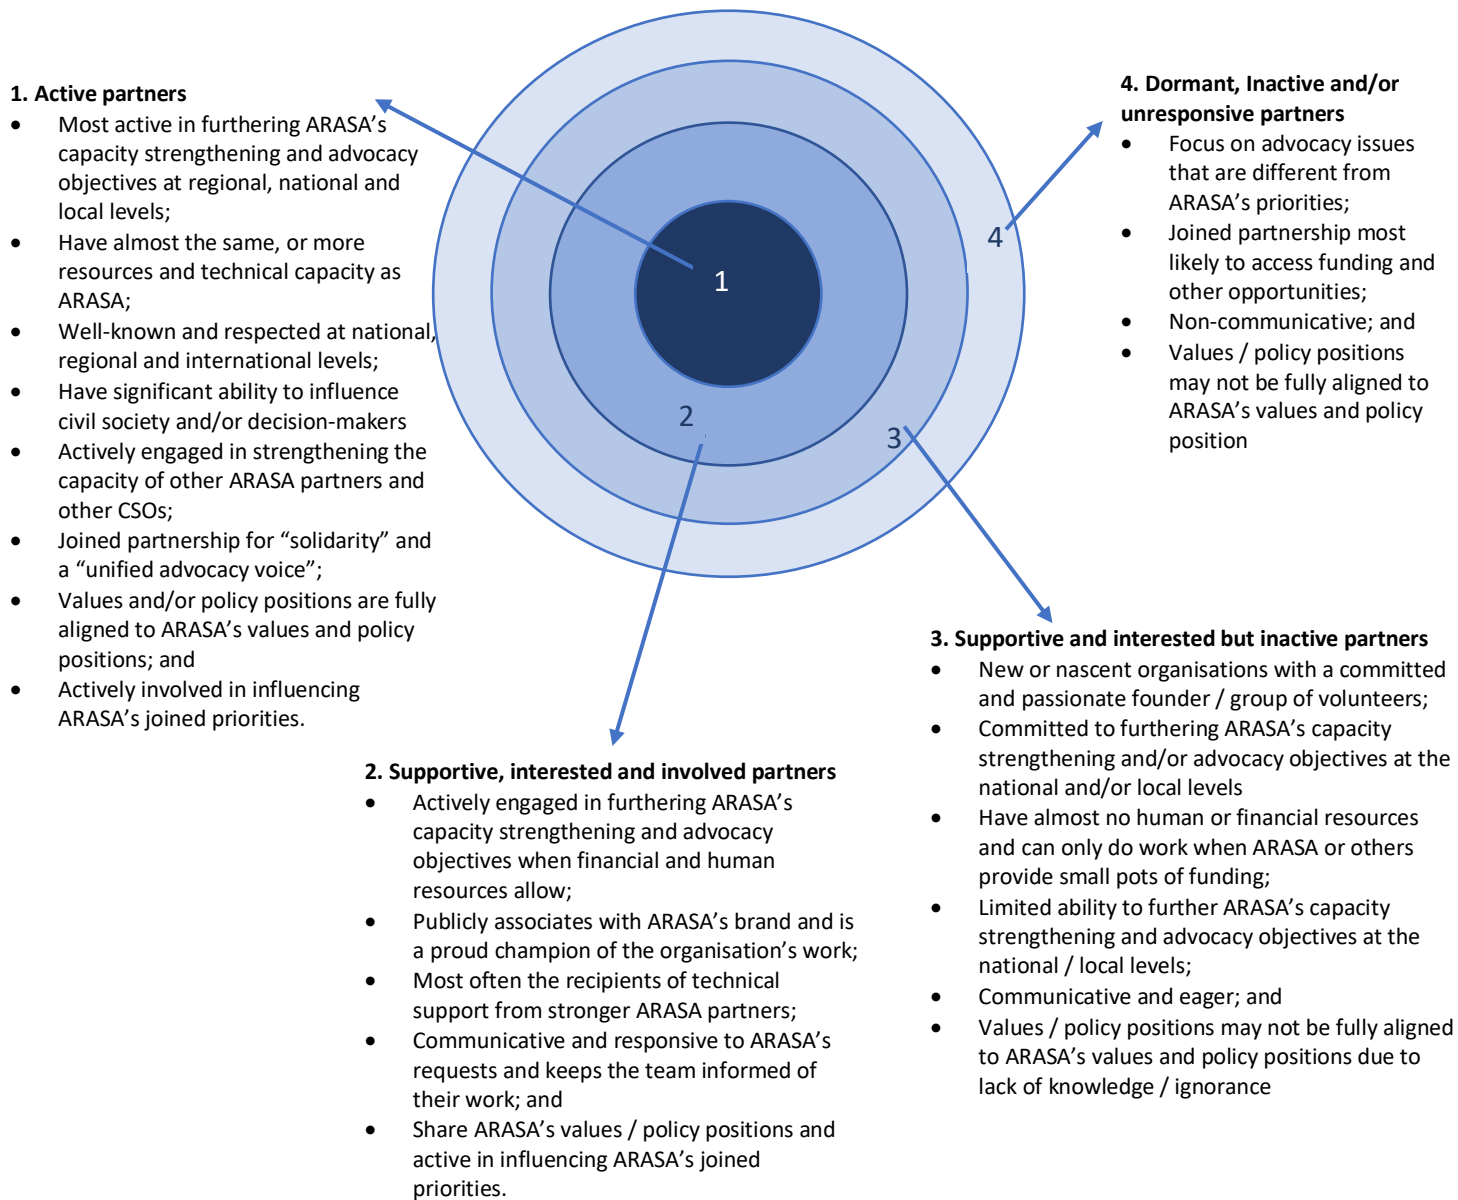 1. Active partners
• Most active in furthering ARASA’s
capacity strengthening and advocacy
objectives at regional, national and
local levels;
• Have almost the same, or more
resources and technical capacity as
ARASA;
• Well-known and respected at national,
regional and international levels;
• Have significant ability to influence
civil society and/or decision-makers
• Actively engaged in strengthening the
capacity of other ARASA partners and
other CSOs;
• Joined partnership for “solidarity” and
a “unified advocacy voice”;
• Values and/or policy positions are fully
aligned to ARASA’s values and policy
positions; and
• Actively involved in influencing
ARASA’s joined priorities.
1
2
3
4
2. Supportive, interested and involved partners
• Actively engaged in furthering ARASA’s
capacity strengthening and advocacy
objectives when financial and human
resources allow;
• Publicly associates with ARASA’s brand and is
a proud champion of the organisation’s work;
• Most often the recipients of technical
support from stronger ARASA partners;
• Communicative and responsive to ARASA’s
requests and keeps the team informed of
their work; and
• Share ARASA’s values / policy positions and
active in influencing ARASA’s joined
priorities.
3. Supportive and interested but inactive partners
• New or nascent organisations with a committed
and passionate founder / group of volunteers;
• Committed to furthering ARASA’s capacity
strengthening and/or advocacy objectives at the
national and/or local levels
• Have almost no human or financial resources
and can only do work when ARASA or others
provide small pots of funding;
• Limited ability to further ARASA’s capacity
strengthening and advocacy objectives at the
national / local levels;
• Communicative and eager; and
• Values / policy positions may not be fully aligned
to ARASA’s values and policy positions due to
lack of knowledge / ignorance
4. Dormant, Inactive and/or
unresponsive partners
• Focus on advocacy issues
that are different from
ARASA’s priorities;
• Joined partnership most
likely to access funding and
other opportunities;
• Non-communicative; and
• Values / policy positions
may not be fully aligned to
ARASA’s values and policy
position